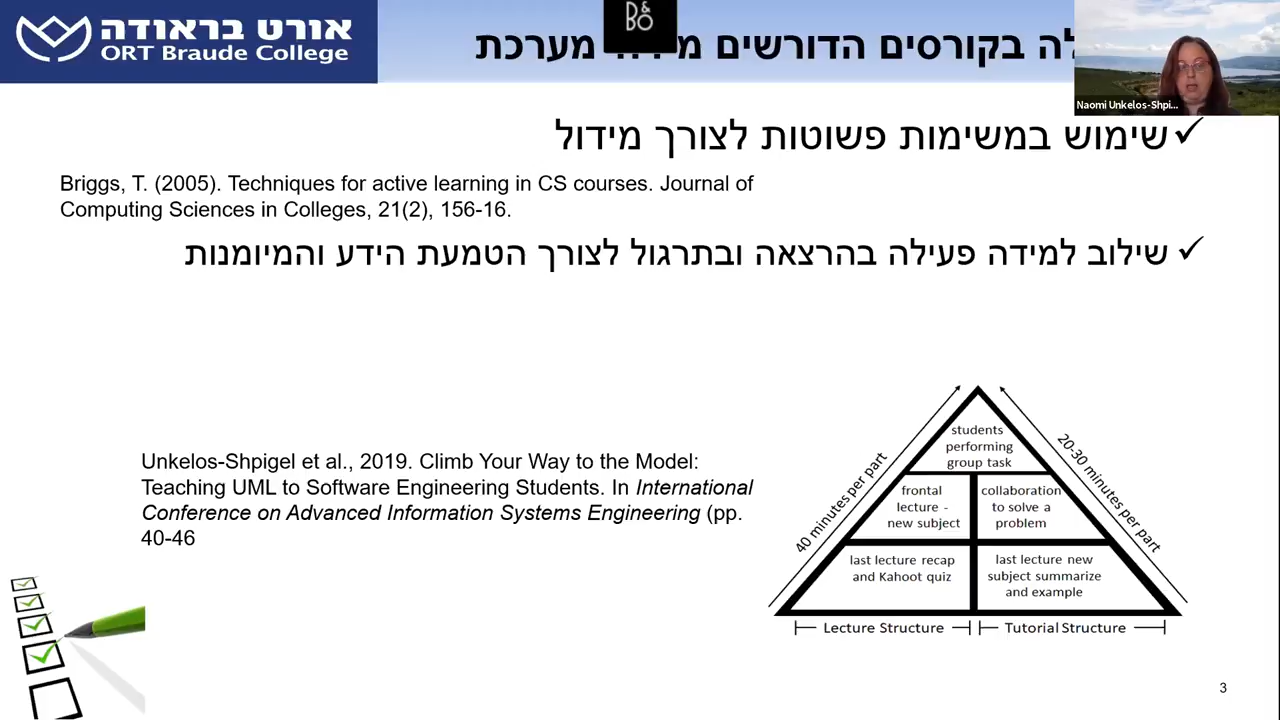 אורט בראודה
ORT Braude College
B&O
לה בקורסים הדורשים מערכת
Naomi Unkelos-Shpi...
✓שימוש במשימות פשוטות לצורך מידול
Briggs, T. (2005). Techniques for active learning in CS courses. Journal of
Computing Sciences in Colleges, 21(2), 156-16.
✓ שילוב למידה פעילה בהרצאה ובתרגול לצורך הטמעת הידע והמיומנות
Unkelos-Shpigel et al., 2019. Climb Your Way to the Model:
Teaching UML to Software Engineering Students. In International
Conference on Advanced Information Systems Engineering (pp.
40-46
40 minutes per part
20-30 minutes per part
students
performing
group task
frontal
lecture -
new subject
collaboration
to solve a
problem
last lecture recap
and Kahoot quiz
last lecture new
subject summarize
and example
Lecture Structure
Tutorial Structure
3